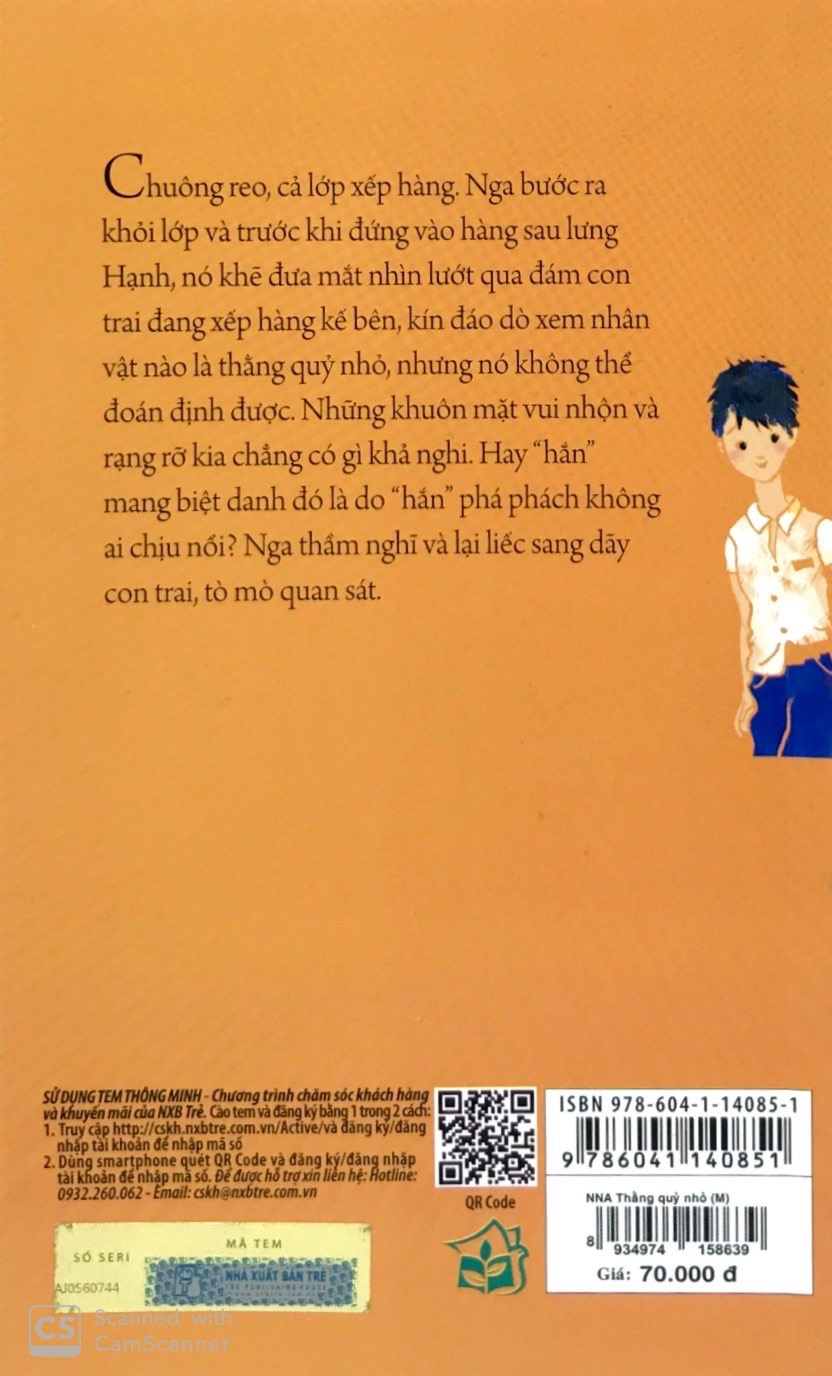 Chuông reo, cả lớp xếp hàng. Nga bước ra
khỏi lớp và trước khi đứng vào hàng sau lưng
Hạnh, nó khẽ đưa mắt nhìn lướt qua đám con
trai đang xếp hàng kế bên, kín đáo dò xem nhân
vật nào là thằng quỷ nhỏ, nhưng nó không thể
đoán định được. Những khuôn mặt vui nhộn và
rạng rỡ kia chẳng có gì khả nghi. Hay “hắn”
mang biệt danh đó là do “hắn” phá phách không
ai chịu nổi? Nga thầm nghĩ và lại liếc sang dãy
con trai, tò mò quan sát.
SỬ DỤNG TEM THÔNG MINH - Chương trình chăm sóc khách hàng
và khuyến mãi của NXB Trẻ. Cào tem và đăng ký bằng 1 trong 2 cách:
1. Truy cập http://cskh.nxbtre.com.vn/Active/và đăng ký/đăng
nhập tài khoản để nhập mã số
2. Dùng smartphone quét QR Code và đăng ký/đăng nhập
tài khoản để nhập mã số. Để được hỗ trợ xin liên hệ: Hotline:
0932.260.062 - Email: cskh@nxbtre.com.vn
QR Code
ISBN 978-604-1-14085-1
9 786041 140851
NNA Thằng quỷ nhỏ (M)
8 934974 158639
Giá: 70.000 đ
MÃ TEM
SỐ SERI
AJ0560744
NHÀ XUẤT BẢN TRẺ
CS Scanned with
CamScanner